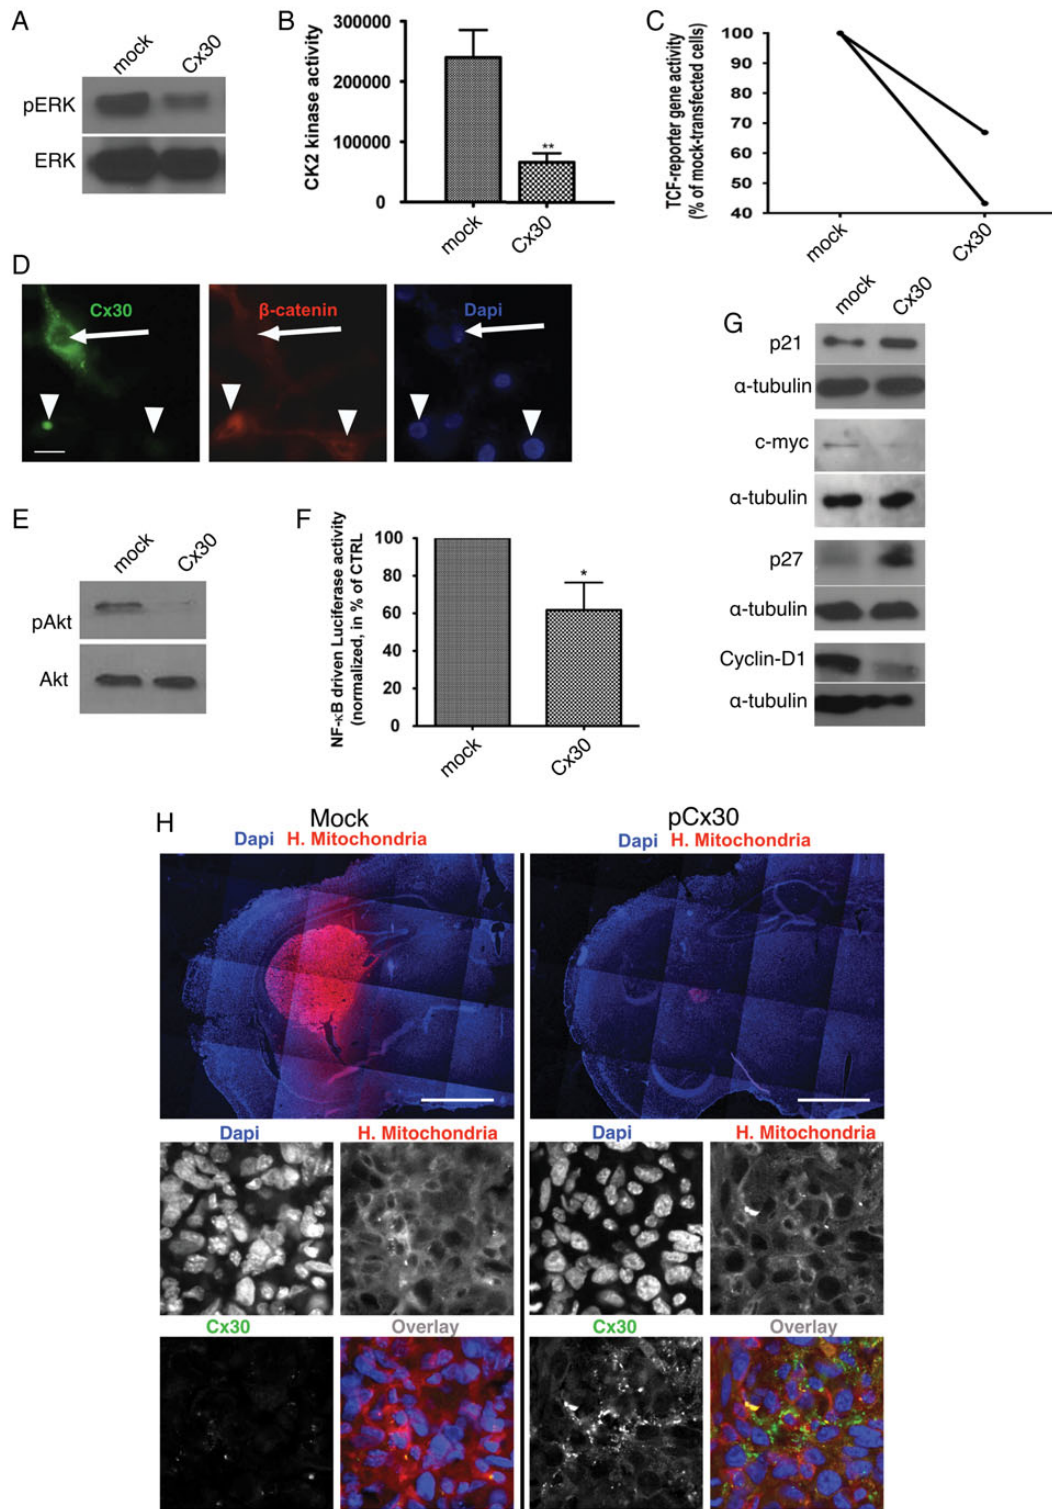 A
mock
Cx30
pERK
ERK
B
CK2 kinase activity
300000
200000
100000
0
**
mock
Cx30
C
TCF-reporter gene activity
(% of mock-transfected cells)
100
90
80
70
60
50
40
mock
Cx30
D
Cx30
β-catenin
Dapi
E
mock
Cx30
pAkt
Akt
F
NF-κB driven Luciferase activity
(normalized, in % of CTRL
100
80
60
40
20
0
*
mock
Cx30
G
mock
Cx30
p21
α-tubulin
c-myc
α-tubulin
p27
α-tubulin
Cyclin-D1
α-tubulin
H
Mock
Dapi H. Mitochondria
pCx30
Dapi H. Mitochondria
Dapi
H. Mitochondria
Dapi
H. Mitochondria
Cx30
Overlay
Cx30
Overlay